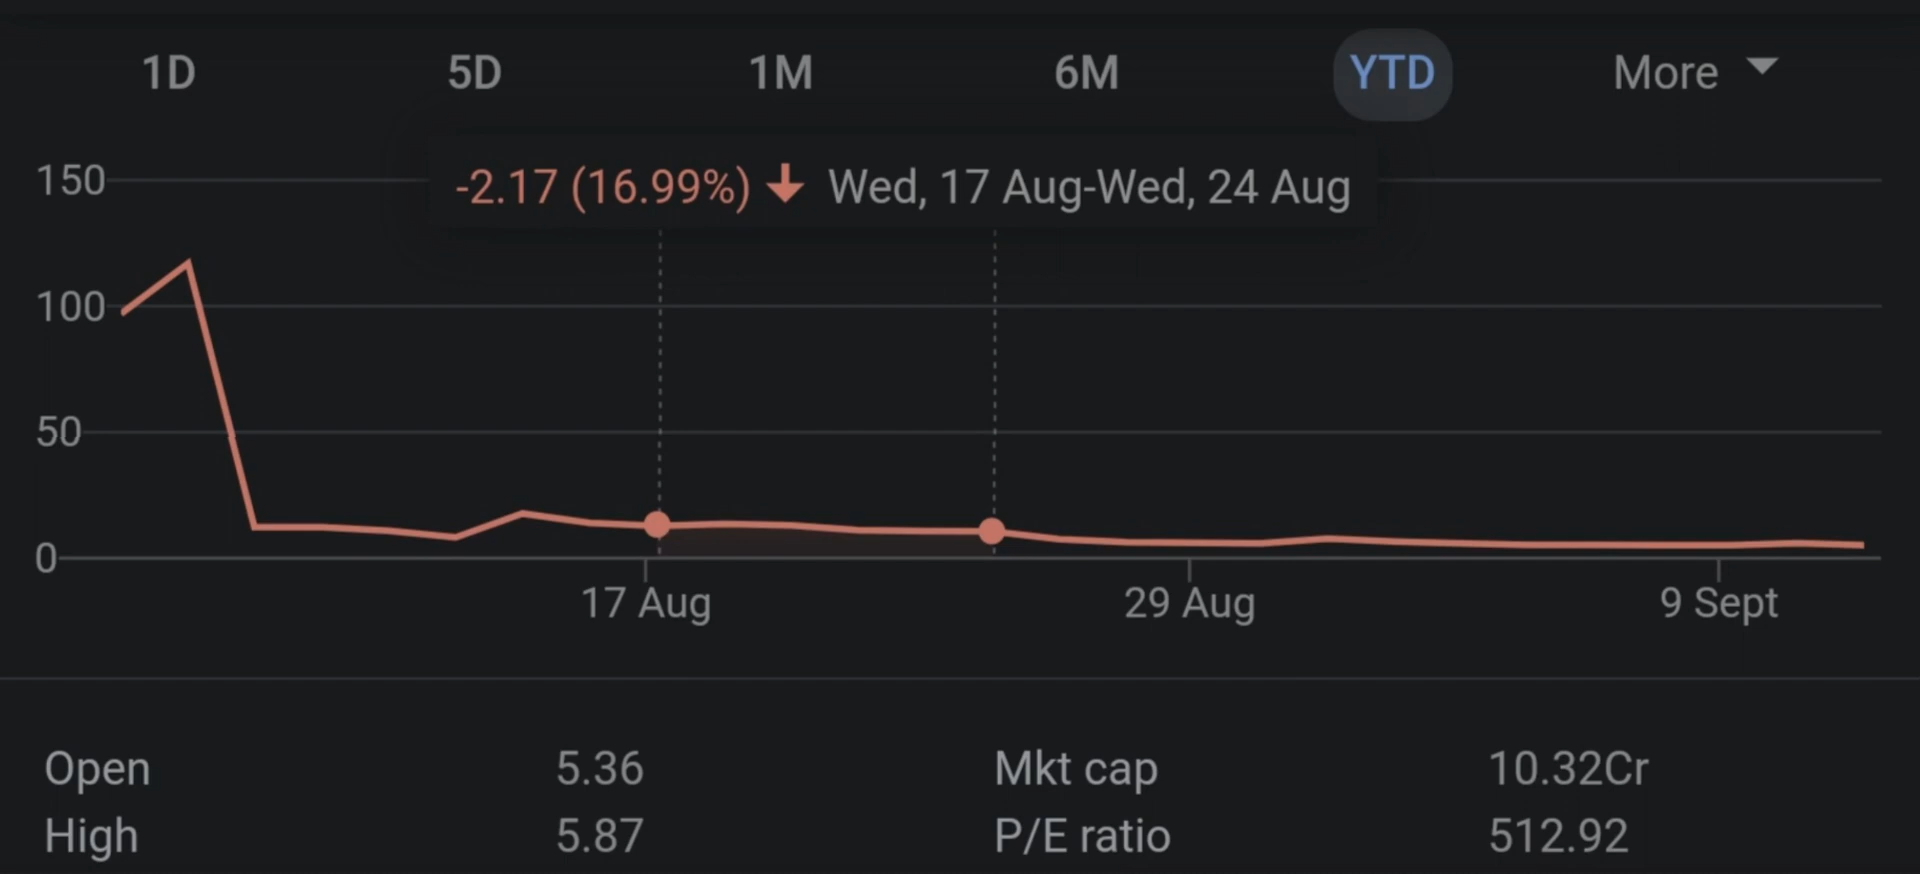 1D 5D 1M 6M YTD More
-2.17 (16.99%) Wed, 17 Aug-Wed, 24 Aug
150
100
50
0
17 Aug 29 Aug 9 Sept
Open 5.36 Mkt cap 10.32Cr
High 5.87 P/E ratio 512.92